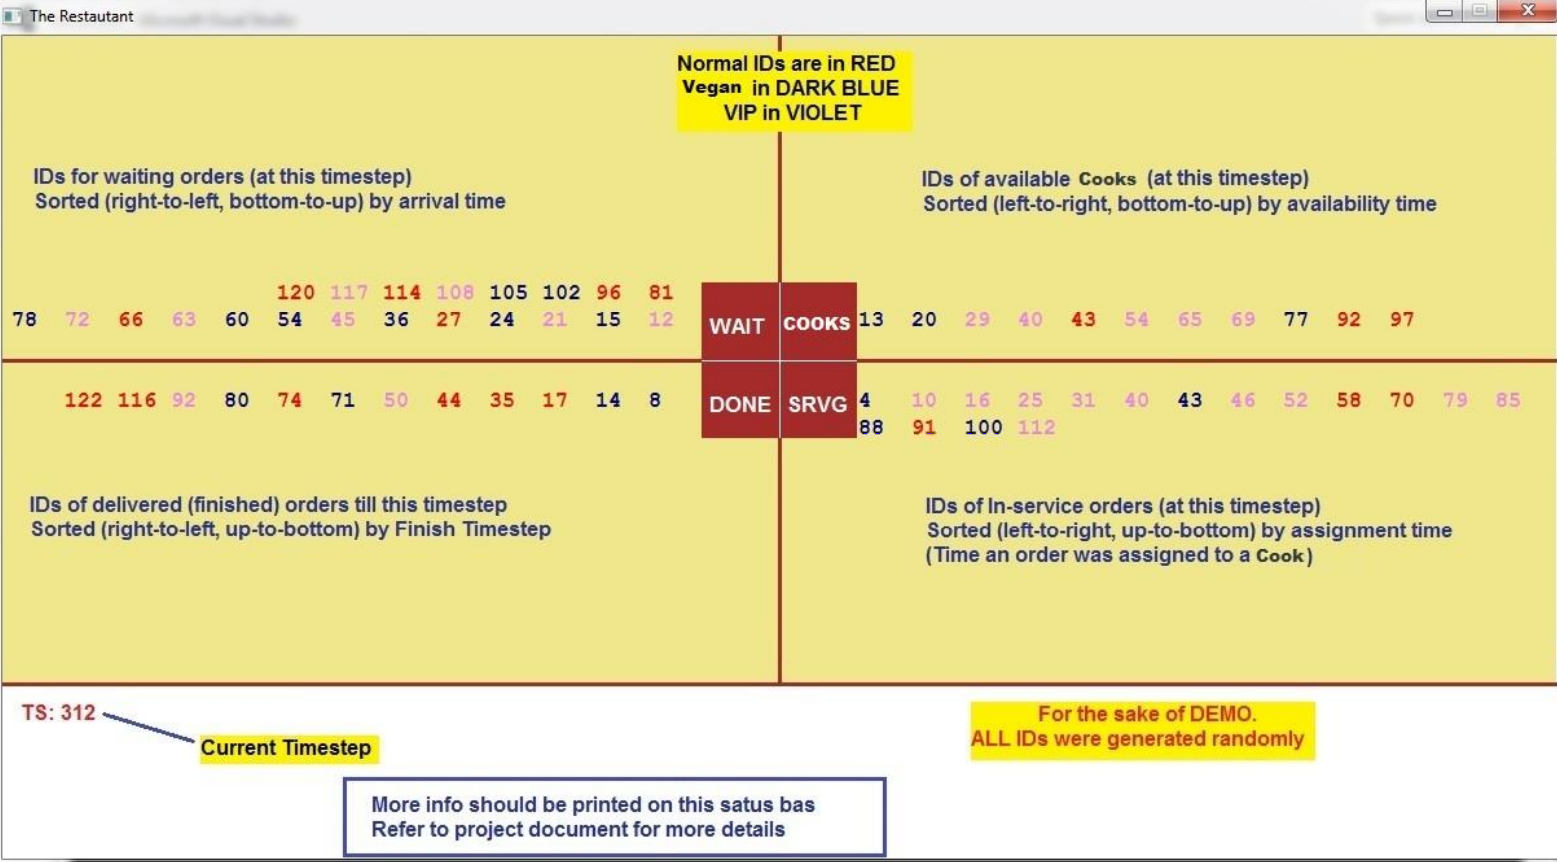 The Restautant
Normal IDs are in RED
Vegan in DARK BLUE
VIP in VIOLET
IDs for waiting orders (at this timestep)
Sorted (right-to-left, bottom-to-up) by arrival time
IDs of available Cooks (at this timestep)
Sorted (left-to-right, bottom-to-up) by availability time
120 117 114 108 105 102 96 81
78 72 66 63 60 54 45 36 27 24 21 15 12
WAIT
COOKS
13 20 29 40 43 54 65 69 77 92 97
122 116 92 80 74 71 50 44 35 17 14 8
DONE
SRVG
4 10 16 25 31 40 43 46 52 58 70 79 85
88 91 100 112
IDs of delivered (finished) orders till this timestep
Sorted (right-to-left, up-to-bottom) by Finish Timestep
IDs of In-service orders (at this timestep)
Sorted (left-to-right, up-to-bottom) by assignment time
(Time an order was assigned to a Cook)
TS: 312
Current Timestep
For the sake of DEMO.
ALL IDs were generated randomly
More info should be printed on this satus bas
Refer to project document for more details